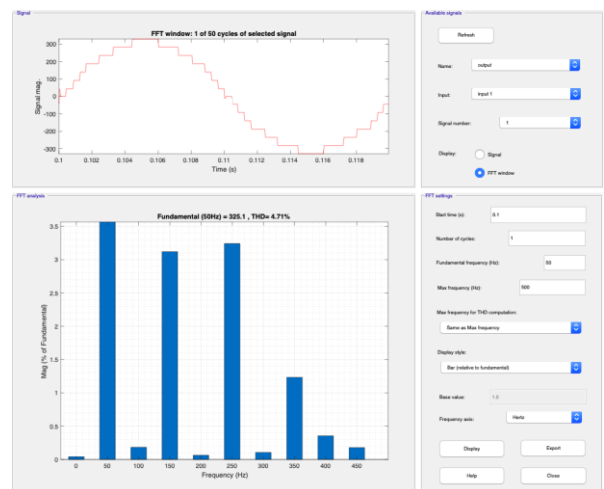 Signal
FFT window: 1 of 50 cycles of selected signal
300
200
100
0
-100
-200
-300
Signal mag.
0.1 0.102 0.104 0.106 0.108 0.11 0.112 0.114 0.116 0.118
Time (s)
Available signals
Refresh
Name: output
Input: input 1
Signal number: 1
Display: Signal
FFT window
FFT analysis
Fundamental (50Hz) = 325.1 , THD= 4.71%
3.5
3
2.5
2
1.5
1
0.5
0
Mag (% of Fundamental)
0 50 100 150 200 250 300 350 400 450
Frequency (Hz)
FFT settings
Start time (s): 0.1
Number of cycles: 1
Fundamental frequency (Hz): 50
Max frequency (Hz): 500
Max frequency for THD computation:
Same as Max frequency
Display style:
Bar (relative to fundamental)
Base value: 1.0
Frequency axis: Hertz
Display Export
Help Close